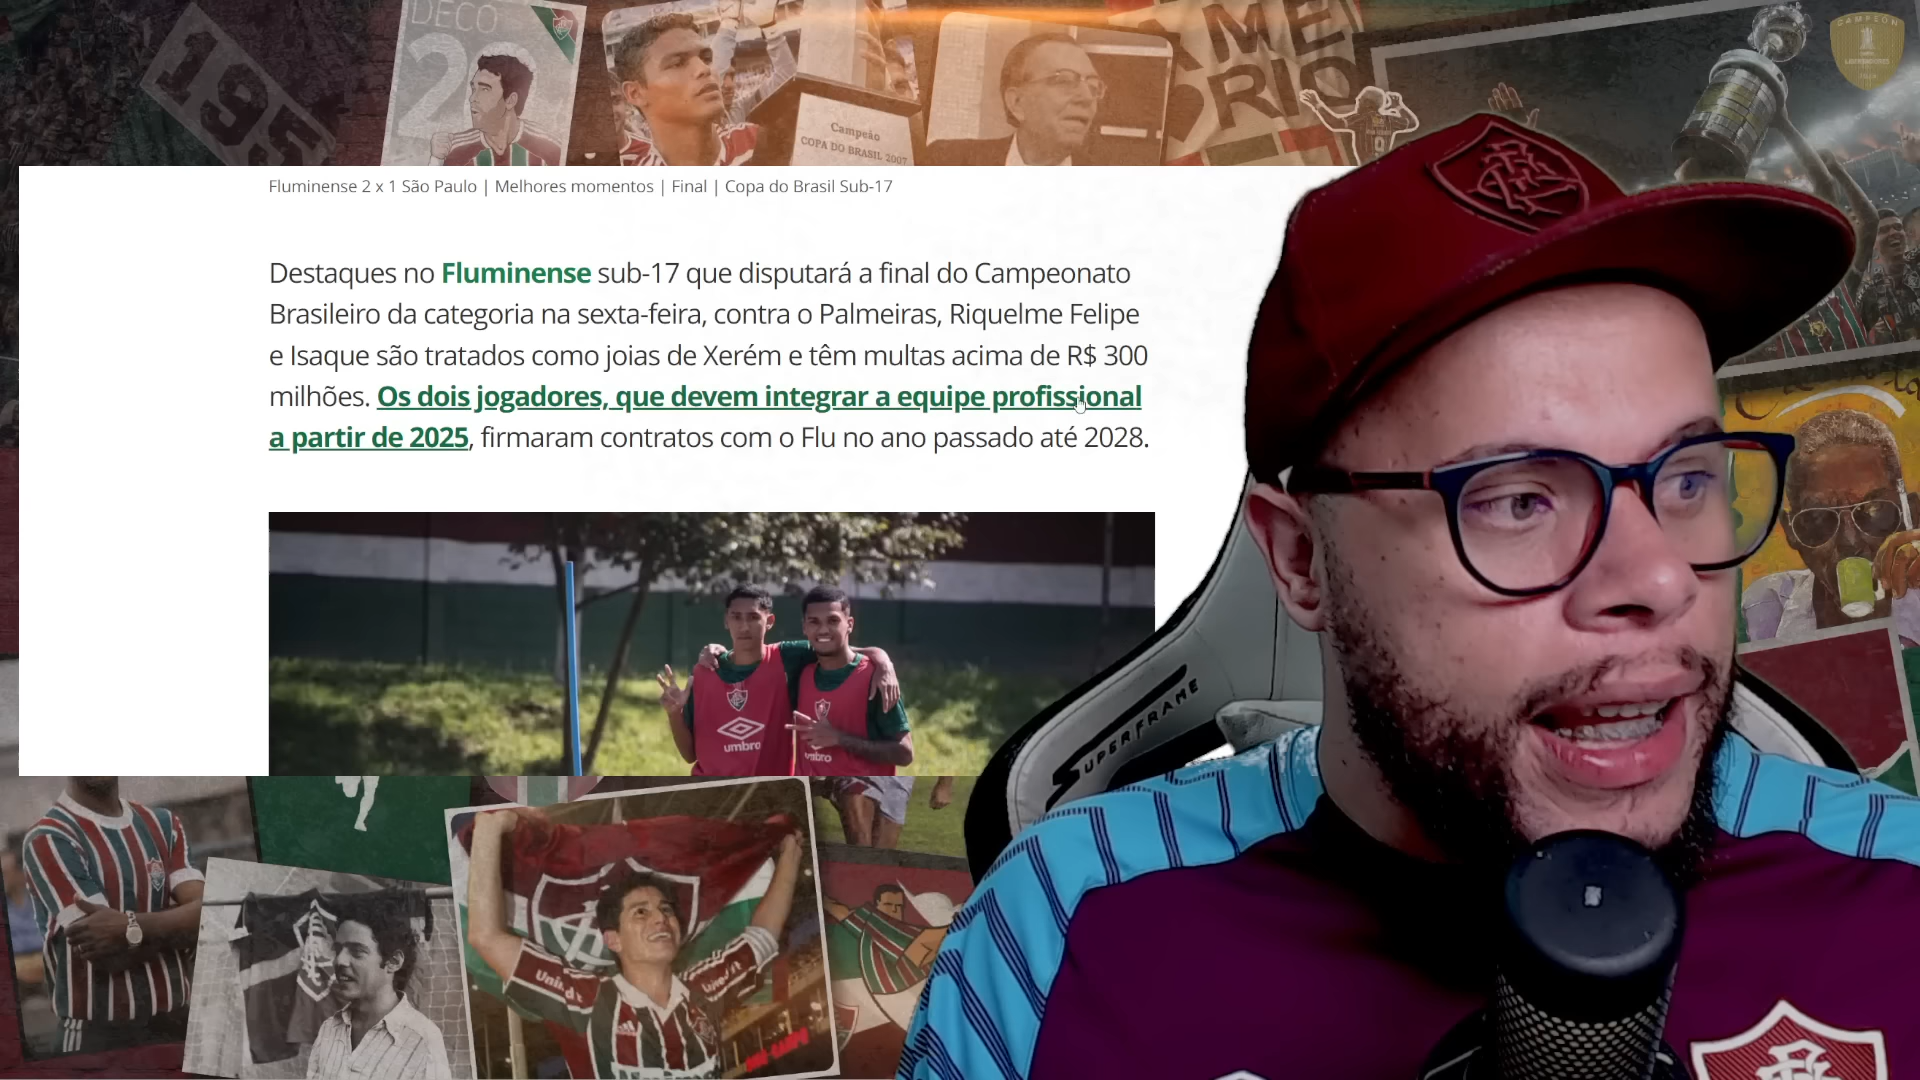 195
DECO
2
Campeão
COPA DO BRASIL 2007
AME
RIO
CAMPEÓN
LIBERTADORES
Fluminense 2 x 1 São Paulo | Melhores momentos | Final | Copa do Brasil Sub-17
Destaques no Fluminense sub-17 que disputará a final do Campeonato
Brasileiro da categoria na sexta-feira, contra o Palmeiras, Riquelme Felipe
e Isaque são tratados como joias de Xerém e têm multas acima de R$ 300
milhões. Os dois jogadores, que devem integrar a equipe profissional
a partir de 2025, firmaram contratos com o Flu no ano passado até 2028.
umbro
umbro
SUPERFRAME